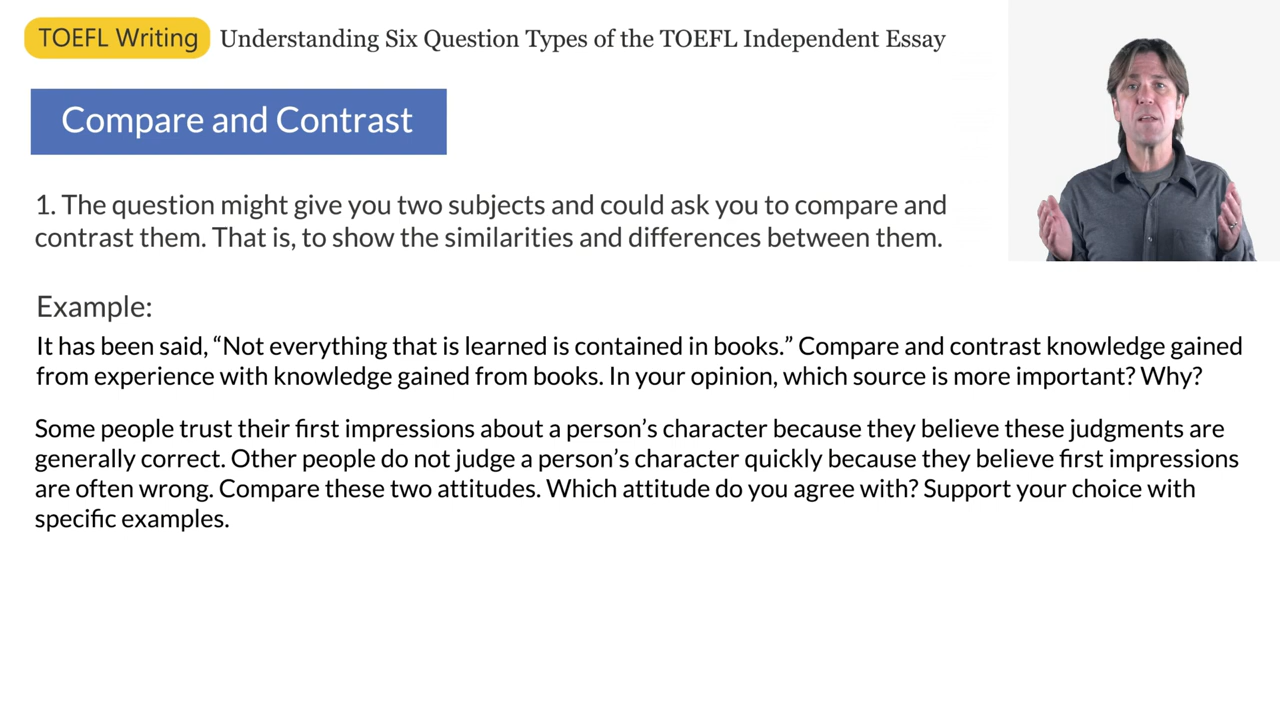 TOEFL Writing Understanding Six Question Types of the TOEFL Independent Essay
Compare and Contrast
1. The question might give you two subjects and could ask you to compare and
contrast them. That is, to show the similarities and differences between them.
Example:
It has been said, “Not everything that is learned is contained in books.” Compare and contrast knowledge gained
from experience with knowledge gained from books. In your opinion, which source is more important? Why?
Some people trust their first impressions about a person’s character because they believe these judgments are
generally correct. Other people do not judge a person’s character quickly because they believe first impressions
are often wrong. Compare these two attitudes. Which attitude do you agree with? Support your choice with
specific examples.